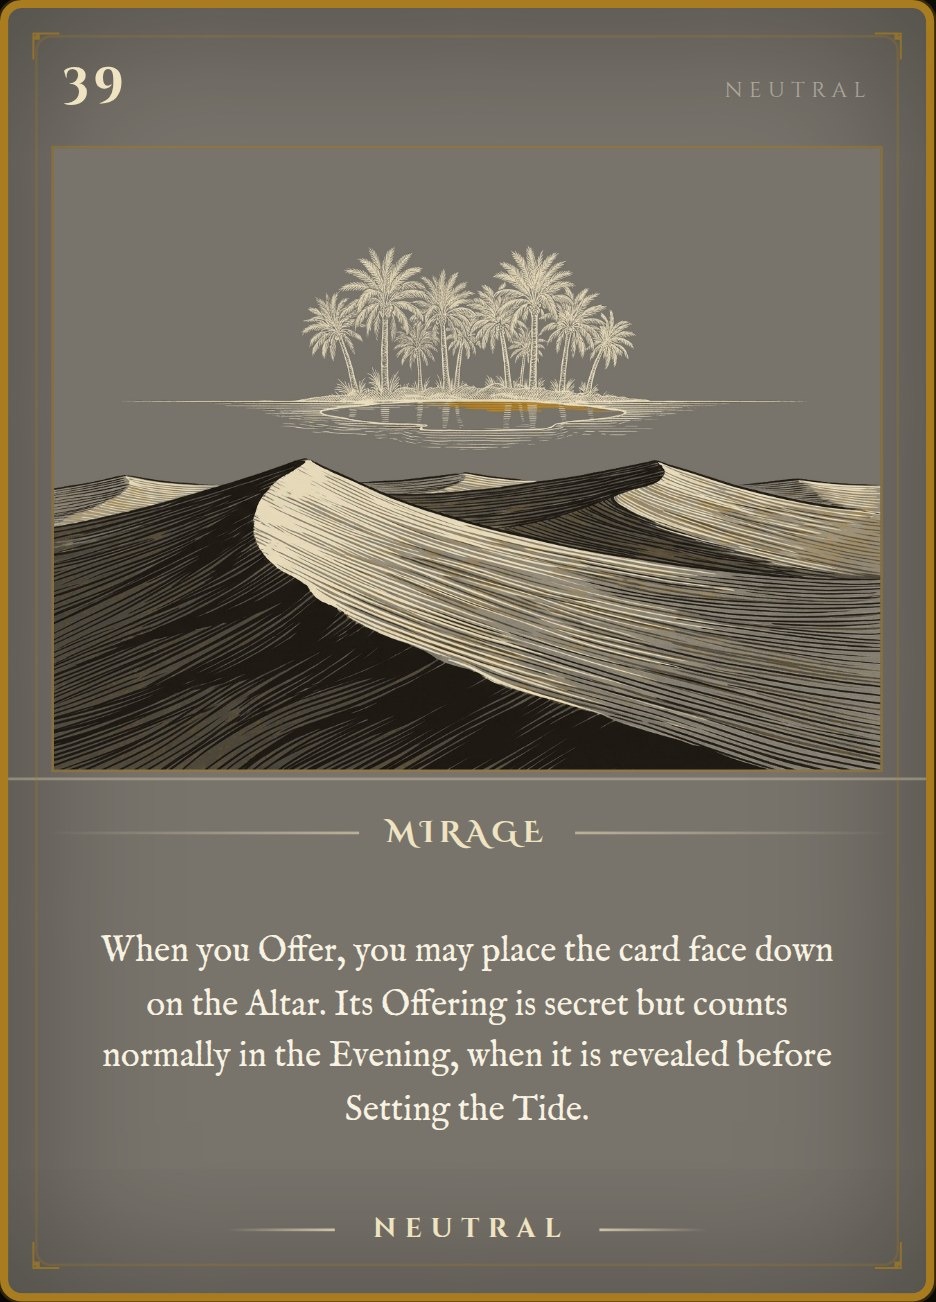 39
NEUTRAL
MIRAGE
When you Offer, you may place the card face down
on the Altar. Its Offering is secret but counts
normally in the Evening, when it is revealed before
Setting the Tide.
NEUTRAL